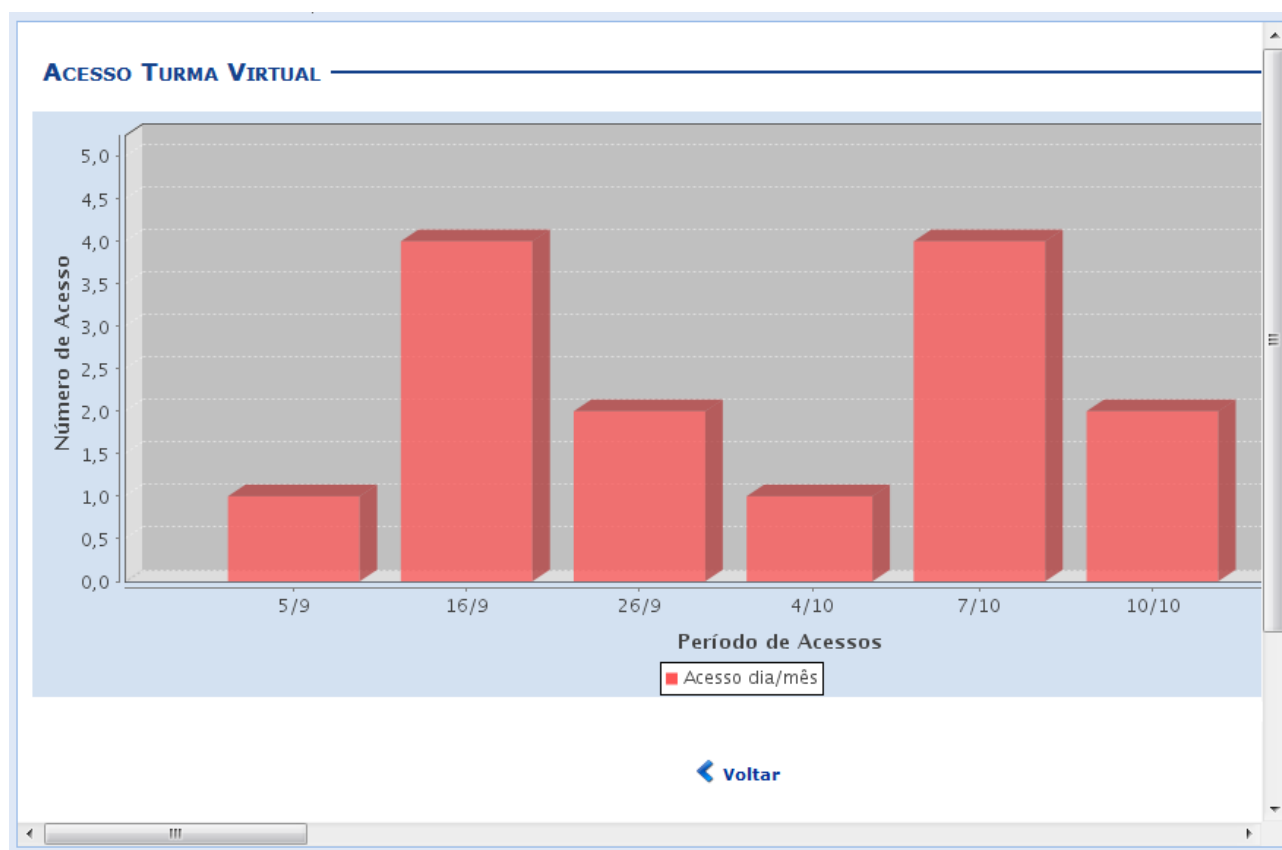 ACESSO TURMA VIRTUAL
5,0
4,5
4,0
3,5
3,0
2,5
2,0
1,5
1,0
0,5
0,0
Número de Acesso
5/9 16/9 26/9 4/10 7/10 10/10
Período de Acessos
Acesso dia/mês
Voltar